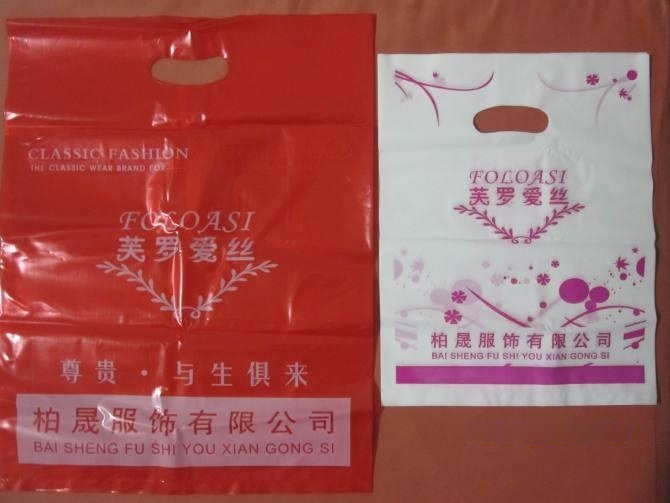 CLASSIC FASHION
THE CLASSIC WEAR BRAND FOR
FOLOASI
芙罗爱丝
尊贵·与生俱来
柏晟服饰有限公司
BAI SHENG FU SHI YOU XIAN GONG SI
FOLOASI
芙罗爱丝
柏晟服饰有限公司
BAI SHENG FU SHI YOU XIAN GONG SI